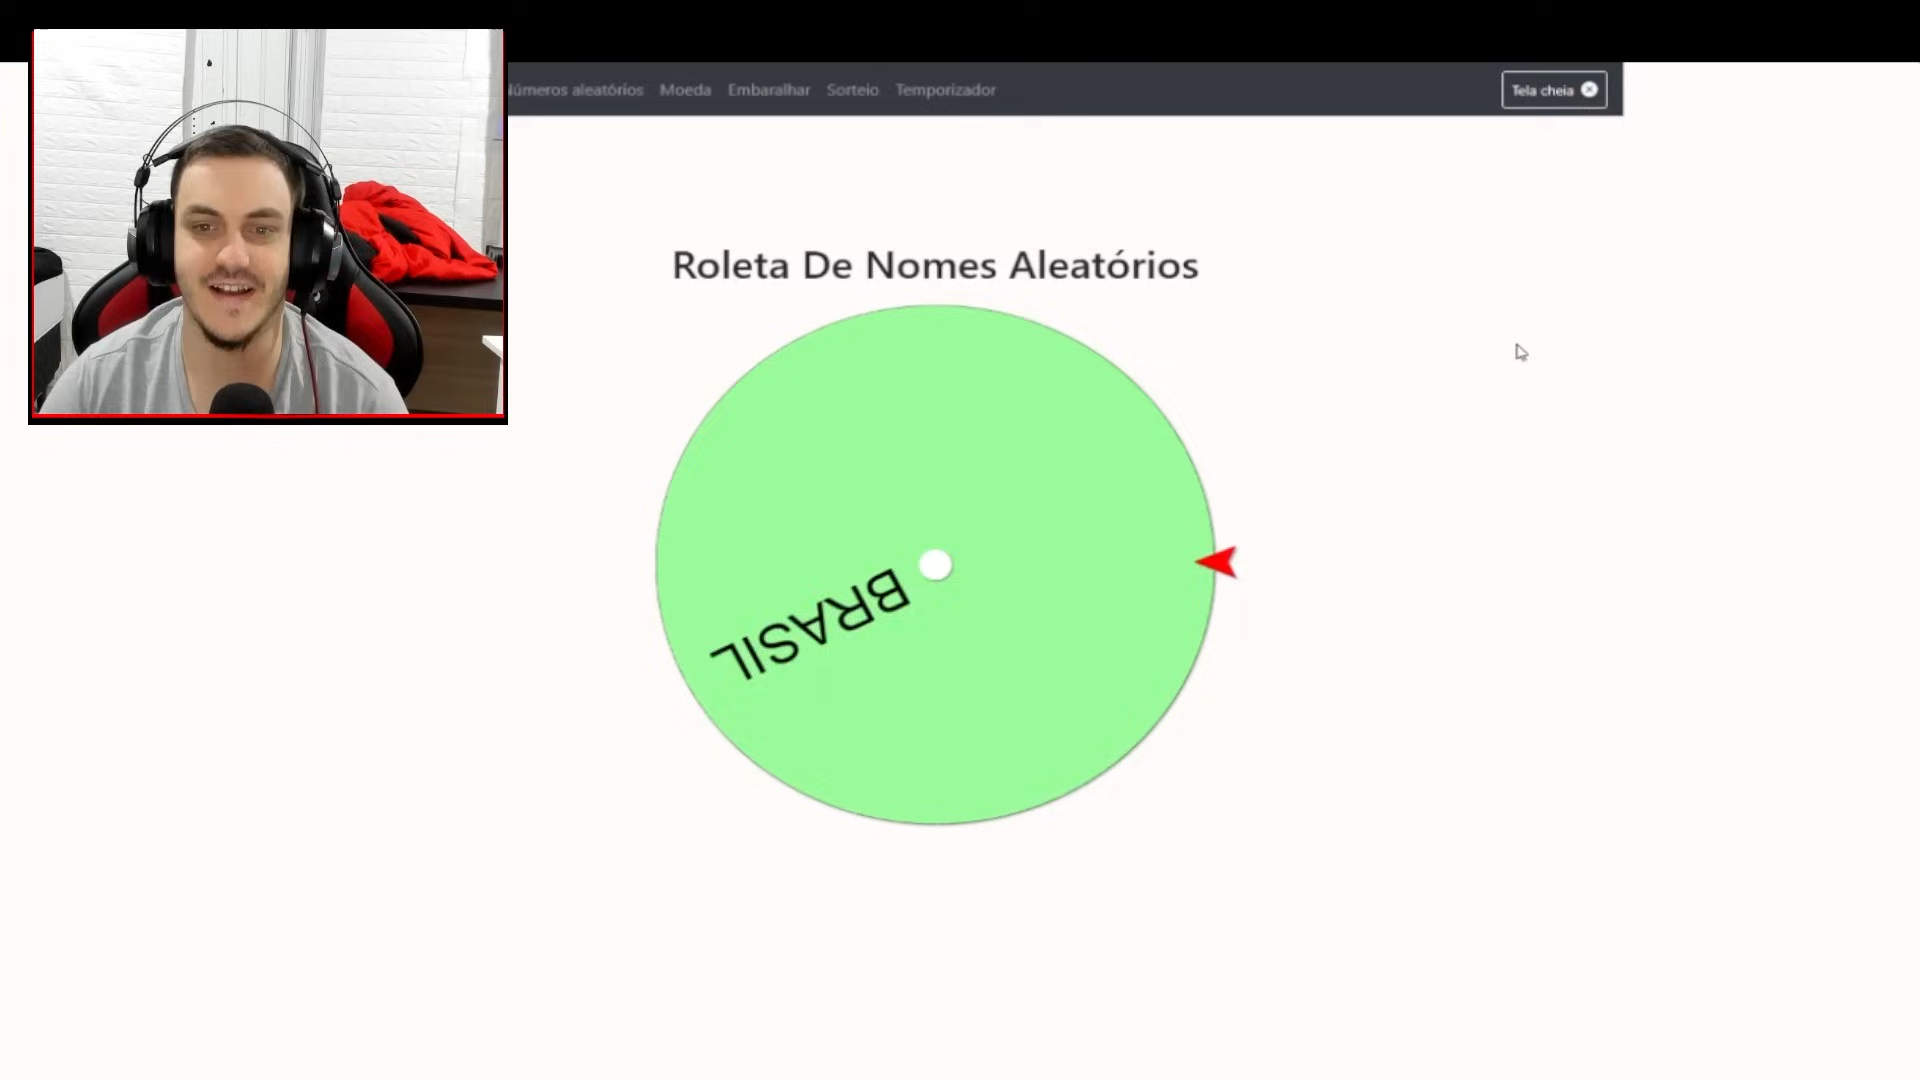 Números aleatórios Moeda Embaralhar Sorteio Temporizador
Tela cheia
Roleta De Nomes Aleatórios
BRASIL